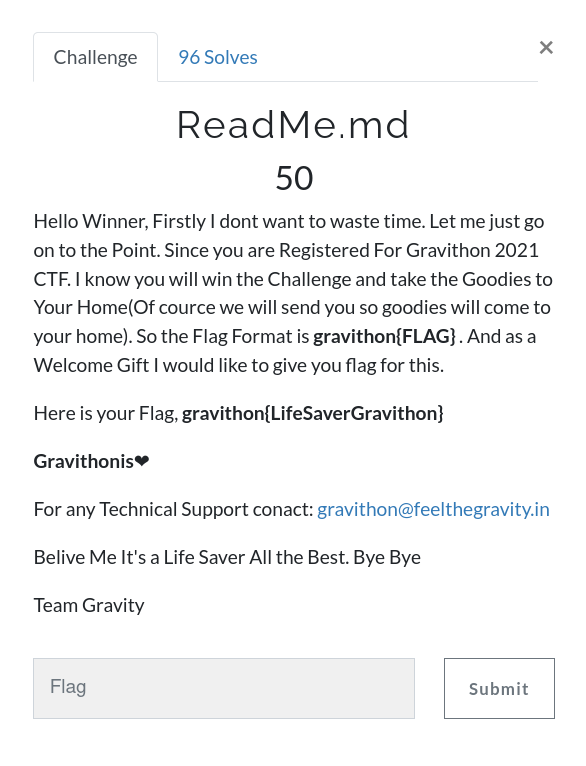 Challenge
96 Solves
×
ReadMe.md
50
Hello Winner, Firstly I dont want to waste time. Let me just go
on to the Point. Since you are Registered For Gravithon 2021
CTF. I know you will win the Challenge and take the Goodies to
Your Home(Of cource we will send you so goodies will come to
your home). So the Flag Format is gravithon{FLAG} . And as a
Welcome Gift I would like to give you flag for this.
Here is your Flag, gravithon{LifeSaverGravithon}
Gravithonis❤
For any Technical Support conact: gravithon@feelthegravity.in
Belive Me It's a Life Saver All the Best. Bye Bye
Team Gravity
Flag
Submit